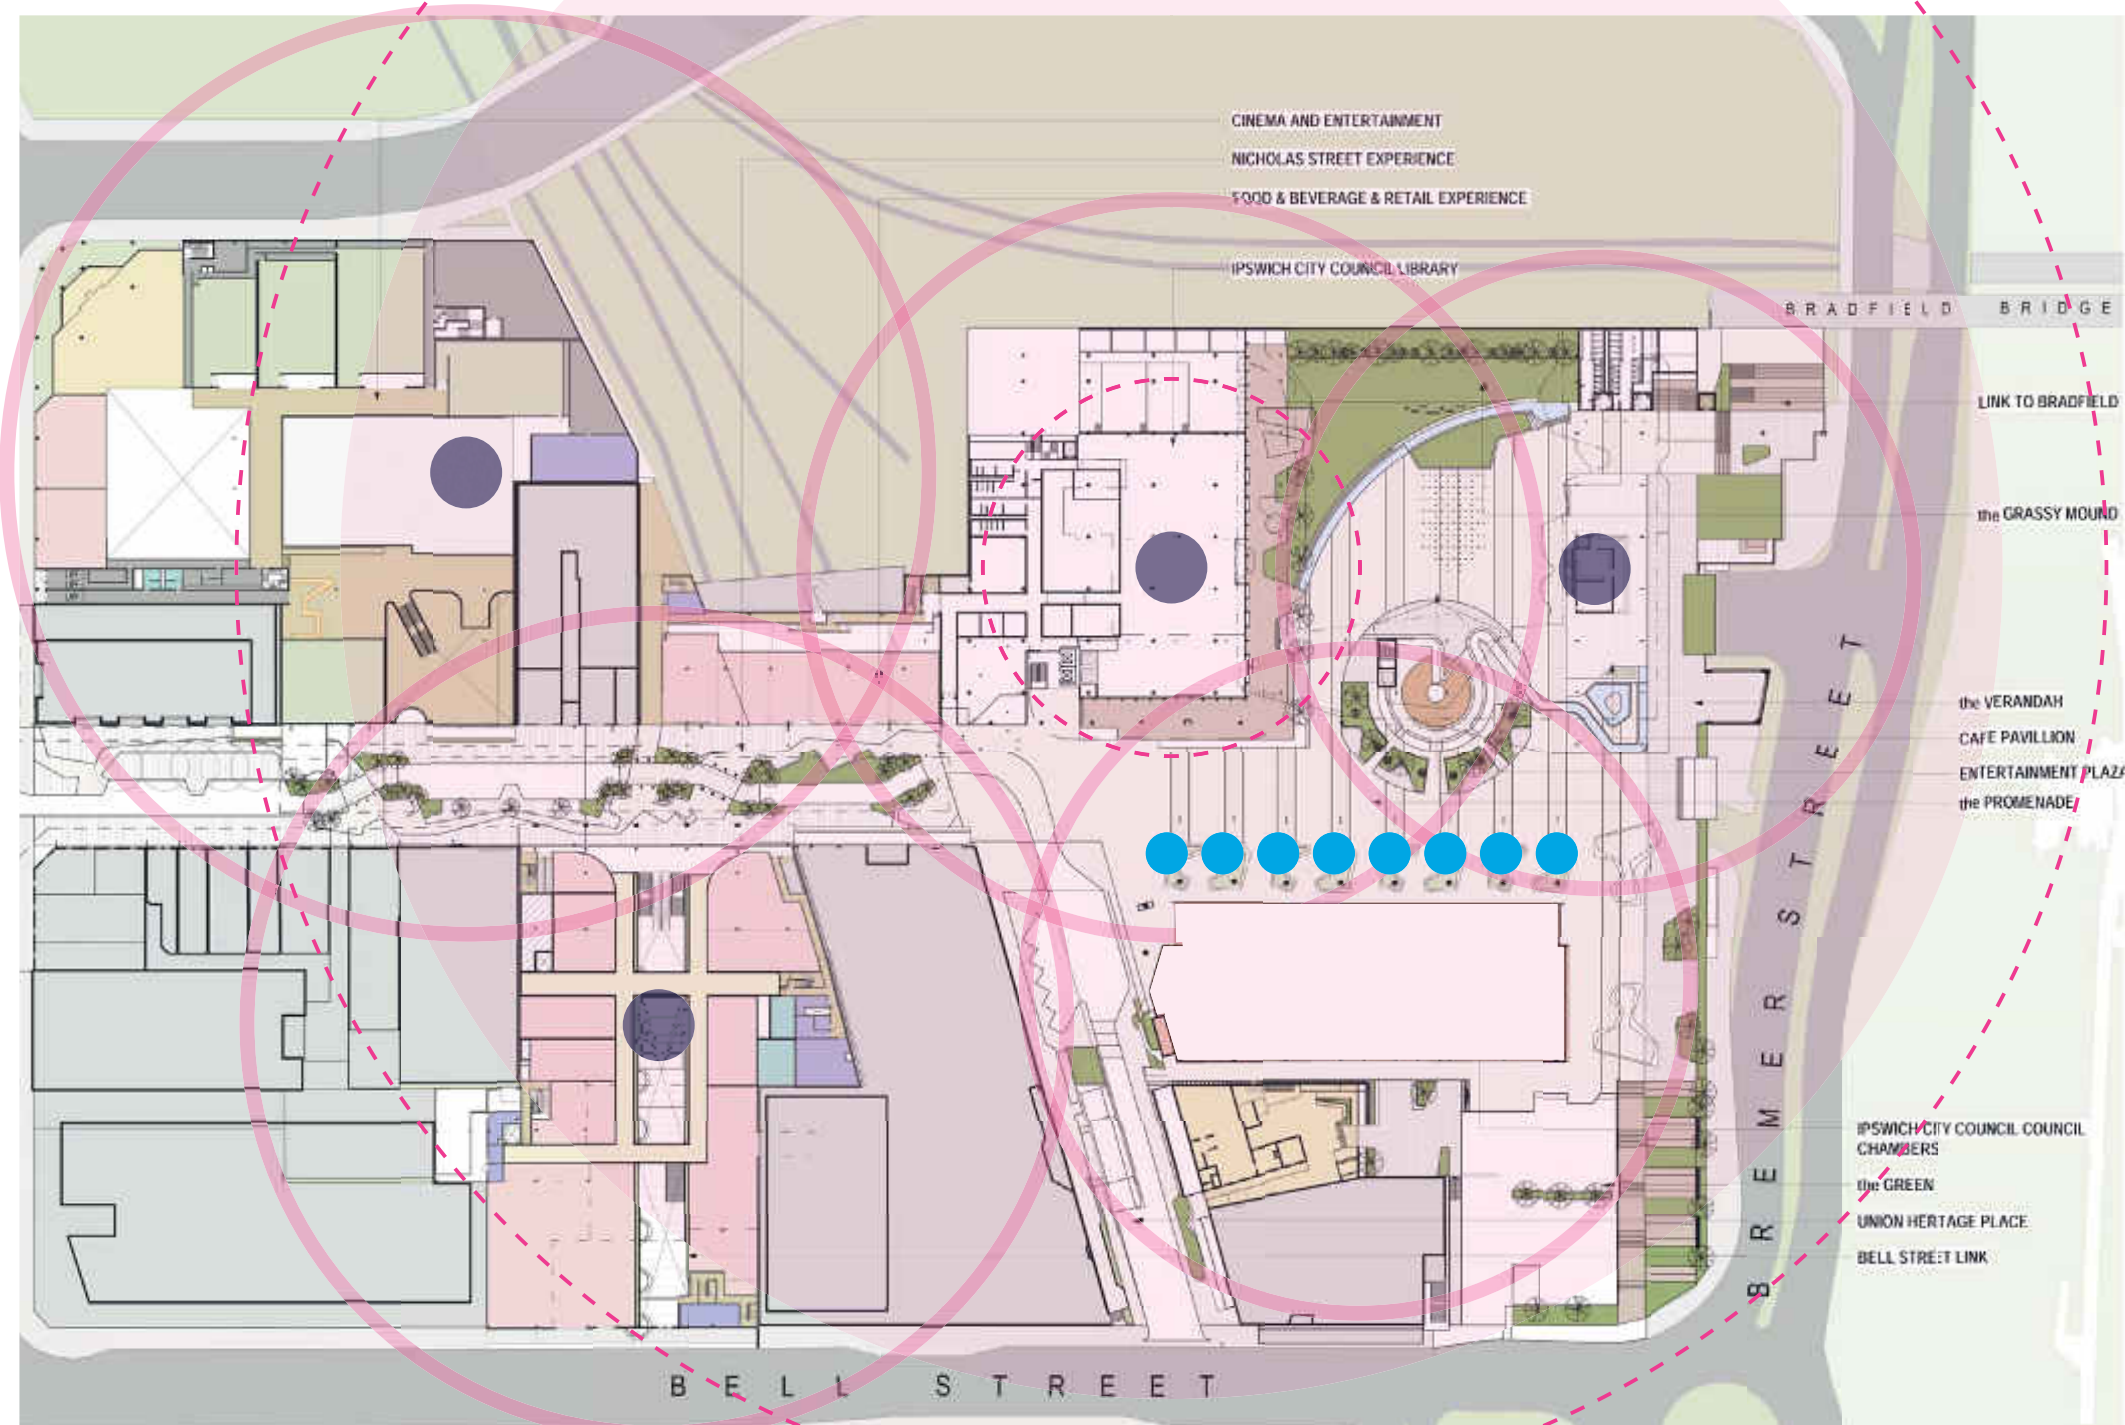 CINEMA AND ENTERTAINMENT
NICHOLAS STREET EXPERIENCE
FOOD & BEVERAGE & RETAIL EXPERIENCE
IPSWICH CITY COUNCIL LIBRARY
BRADFIELD BRIDGE
LINK TO BRADFIELD
the GRASSY MOUND
the VERANDAH
CAFE PAVILLION
ENTERTAINMENT PLAZA
the PROMENADE
BREMER STREET
IPSWICH CITY COUNCIL COUNCIL
CHAMBERS
the GREEN
UNION HERTAGE PLACE
BELL STREET LINK
BELL STREET